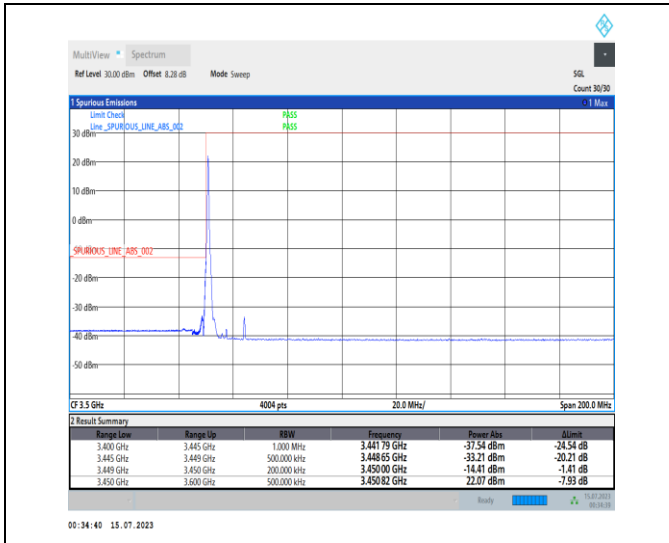 MultiView Spectrum
Ref Level 30.00 dBm Offset 8.28 dB Mode Sweep SGL
Count 30/30
1 Spurious Emissions 1 Max
Limit Check PASS
Line _SPURIOUS_LINE_ABS_002 PASS
30 dBm
20 dBm
10 dBm
0 dBm
_SPURIOUS_LINE_ABS_002
-20 dBm
-30 dBm
-40 dBm
-50 dBm
CF 3.5 GHz 4004 pts 20.0 MHz/ Span 200.0 MHz
2 Result Summary
Range Low Range Up RBW Frequency Power Abs ΔLimit
3.400 GHz 3.445 GHz 1.000 MHz 3.441 79 GHz -37.54 dBm -24.54 dB
3.445 GHz 3.449 GHz 500.000 kHz 3.448 65 GHz -33.21 dBm -20.21 dB
3.449 GHz 3.450 GHz 200.000 kHz 3.450 00 GHz -14.41 dBm -1.41 dB
3.450 GHz 3.600 GHz 500.000 kHz 3.450 82 GHz 22.07 dBm -7.93 dB
Ready 15.07.2023
00:34:39
00:34:40 15.07.2023